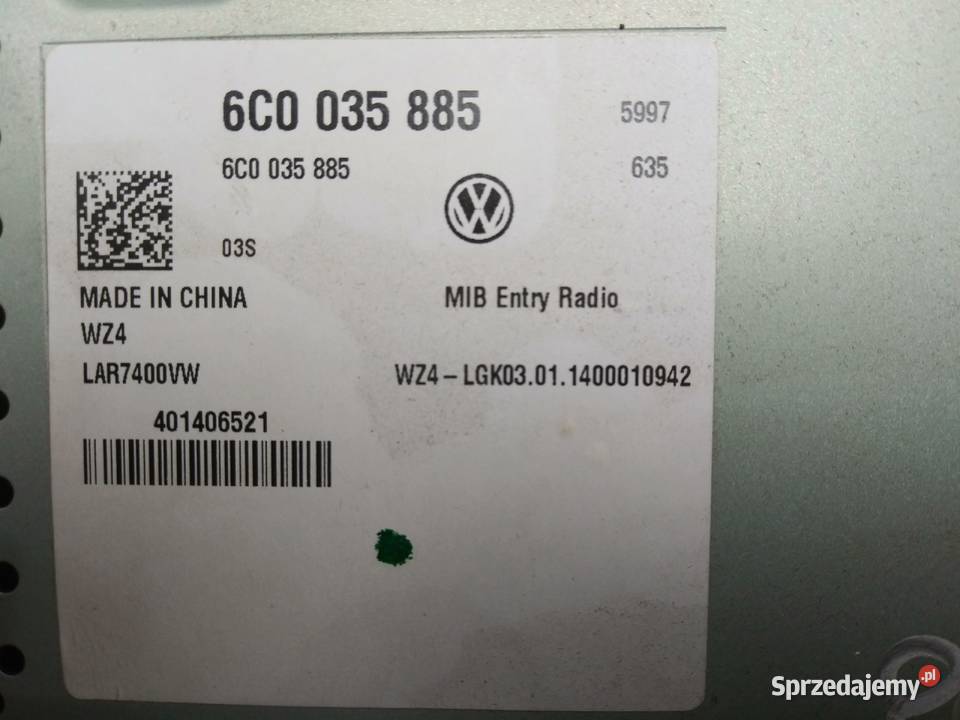 6C0 035 885 5997
6C0 035 885 635
03S
MADE IN CHINA MIB Entry Radio
WZ4
LAR7400VW WZ4-LGK03.01.1400010942
401406521
Sprzedajemy.pl